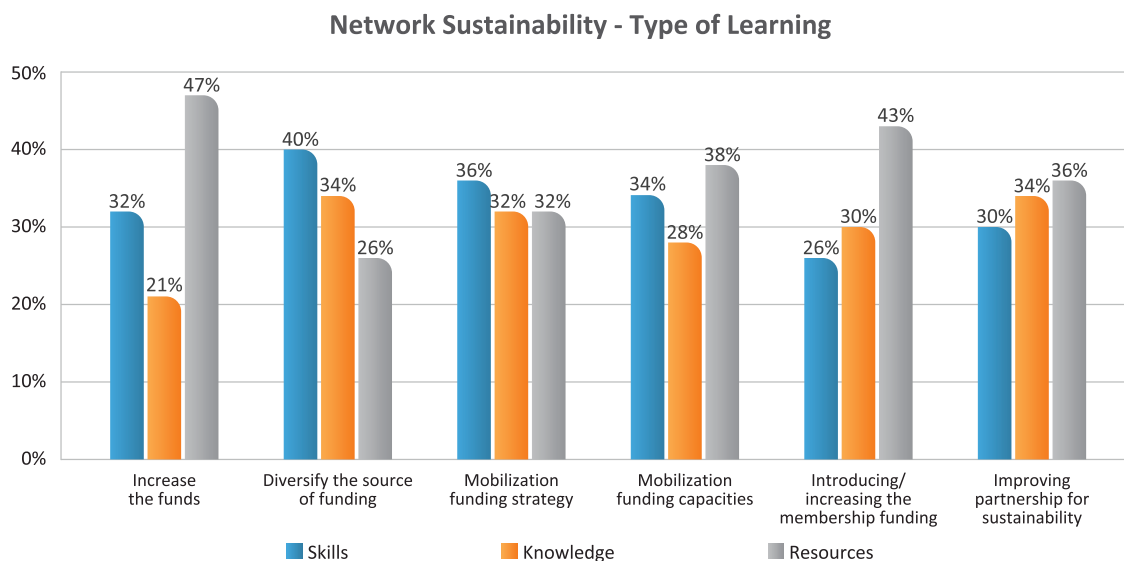 Network Sustainability - Type of Learning
50%
40%
30%
20%
10%
0%
32%
21%
47%
40%
34%
26%
36%
32%
32%
34%
28%
38%
26%
30%
43%
30%
34%
36%
Increase
the funds
Diversify the source
of funding
Mobilization
funding strategy
Mobilization
funding capacities
Introducing/
increasing the
membership funding
Improving
partnership for
sustainability
Skills
Knowledge
Resources